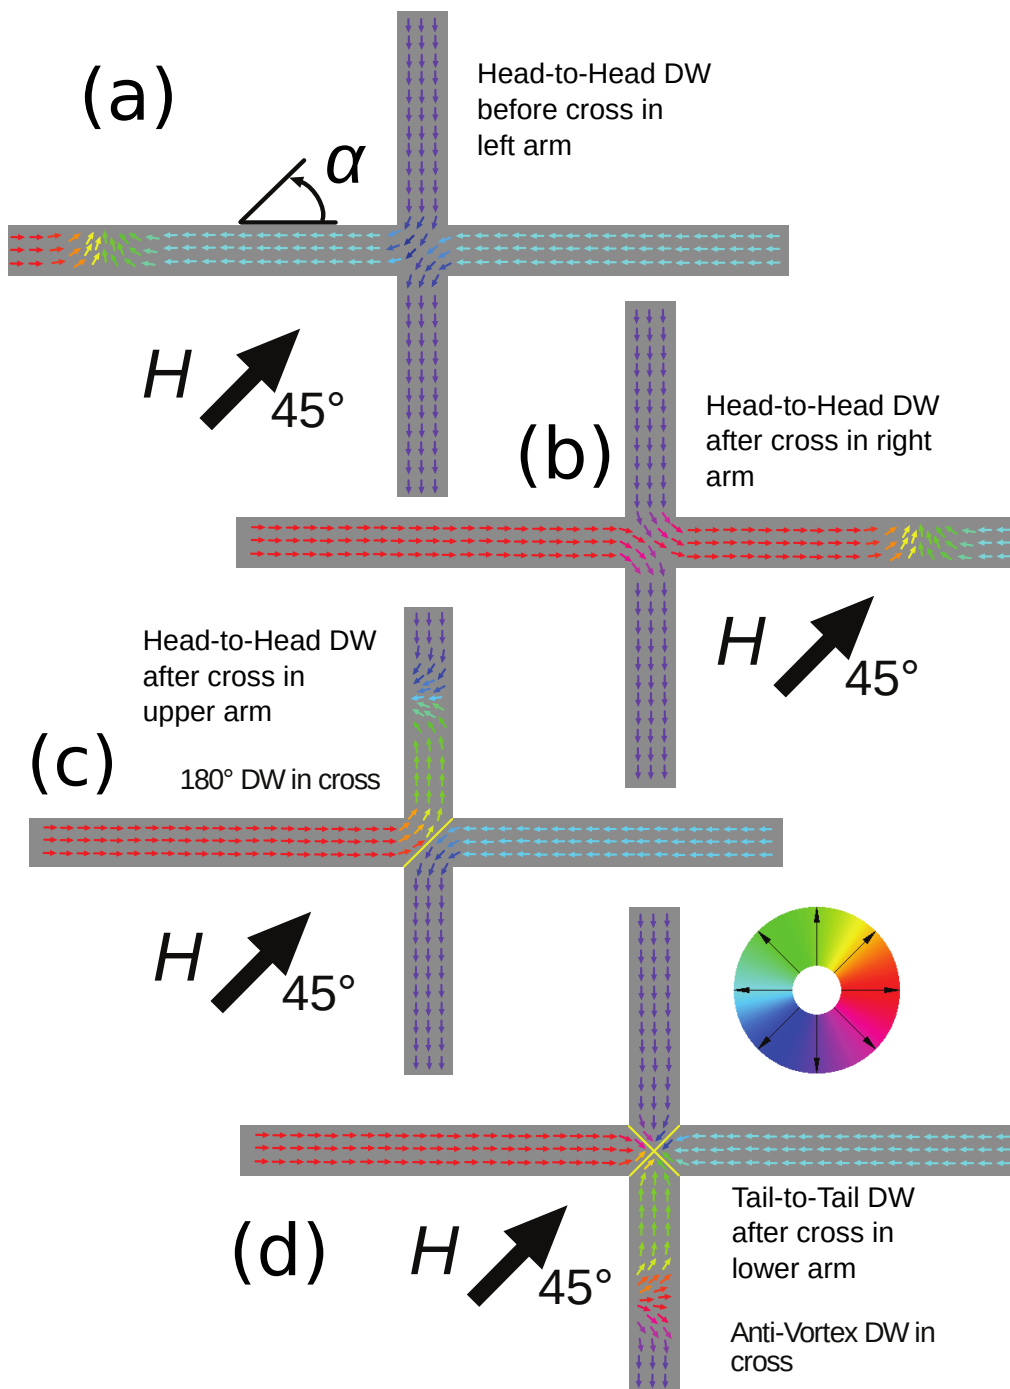 (a)
Head-to-Head DW
before cross in
left arm
α
H
45°
(b)
Head-to-Head DW
after cross in right
arm
H
45°
(c)
Head-to-Head DW
after cross in
upper arm
180° DW in cross
H
45°
(d)
H
45°
Tail-to-Tail DW
after cross in
lower arm
Anti-Vortex DW in
cross